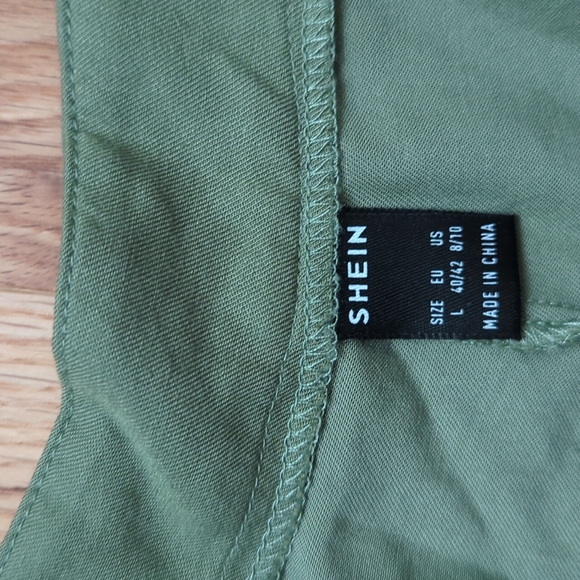 SHEIN
SIZE EU US
L 40/42 8/10
MADE IN CHINA